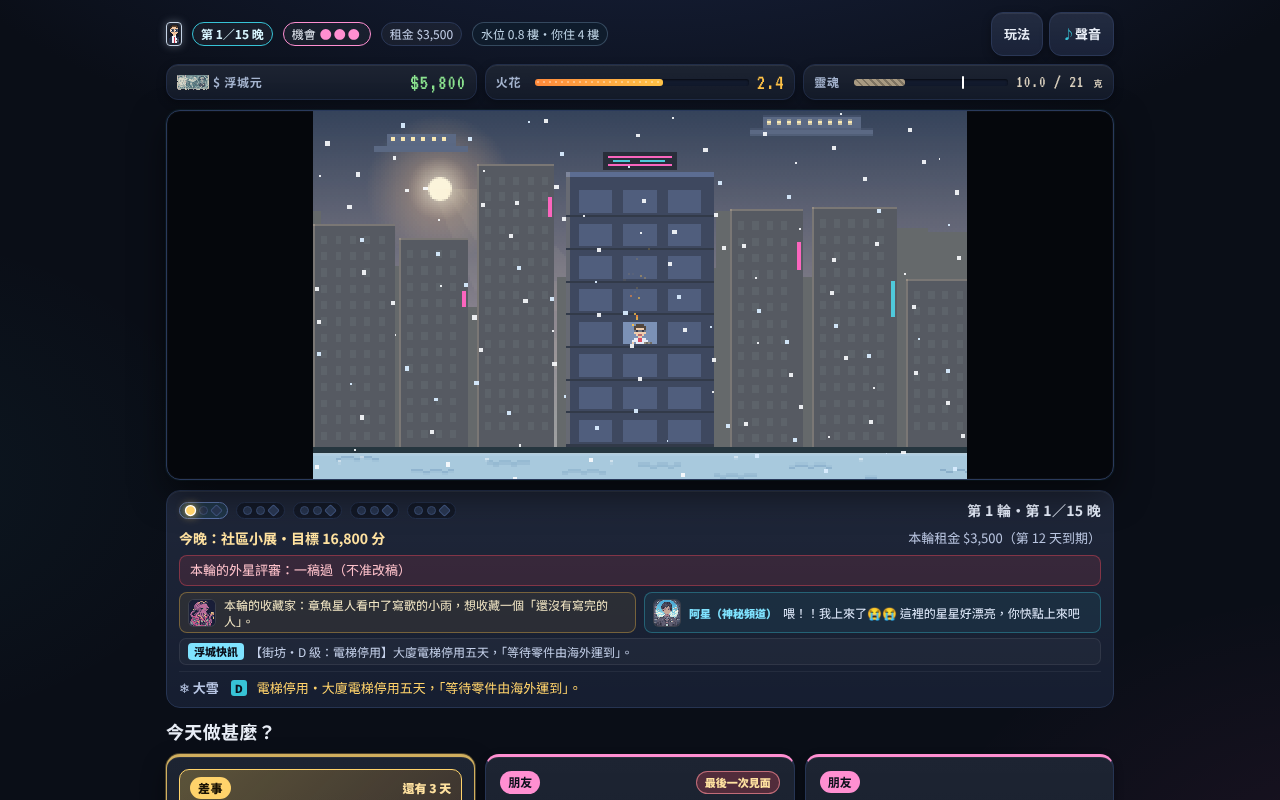 第 1／15 晚
機會
租金 $3,500
水位 0.8 樓・你住 4 樓
玩法
♪聲音
$ 浮城元
$5,800
火花
2.4
靈魂
10.0 / 21 克
第 1 輪・第 1／15 晚
今晚：社區小展・目標 16,800 分
本輪租金 $3,500（第 12 天到期）
本輪的外星評審：一稿過（不准改稿）
本輪的收藏家：章魚星人看中了寫歌的小雨，想收藏一個「還沒有寫完的
人」。
阿星（神秘頻道） 喂！！我上來了😭😭 這裡的星星好漂亮，你快點上來吧
浮城快訊 【街坊・D 級：電梯停用】大廈電梯停用五天，「等待零件由海外運到」。
❄ 大雪 D 電梯停用・大廈電梯停用五天，「等待零件由海外運到」。
今天做甚麼？
差事
還有 3 天
朋友
最後一次見面
朋友